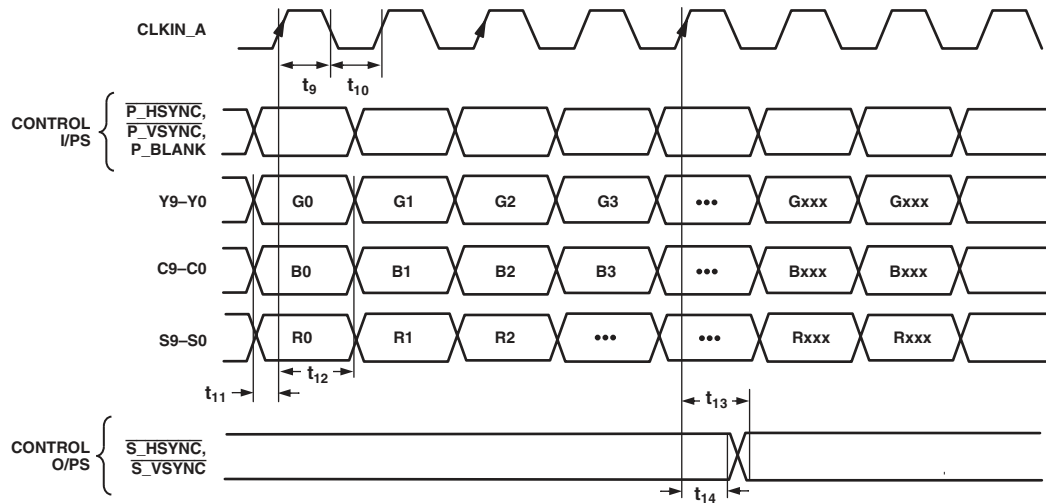 CLKIN_A
t9 t10
CONTROL I/PS
P_HSYNC,
P_VSYNC,
P_BLANK
Y9–Y0 G0 G1 G2 G3 ••• Gxxx Gxxx
C9–C0 B0 B1 B2 B3 ••• Bxxx Bxxx
S9–S0 R0 R1 R2 ••• ••• Rxxx Rxxx
t11 t12
t13
CONTROL O/PS
S_HSYNC,
S_VSYNC
t14